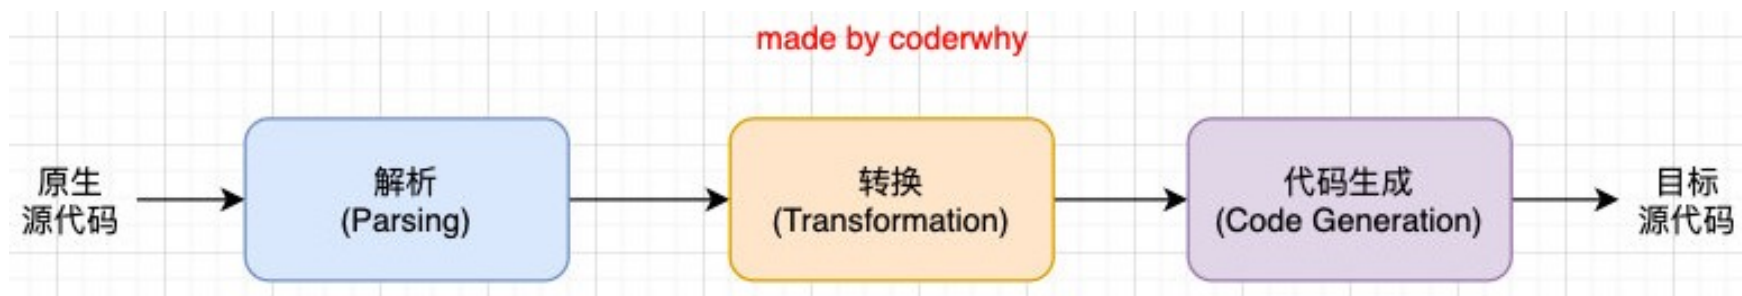 made by coderwhy
原生
源代码
解析
(Parsing)
转换
(Transformation)
代码生成
(Code Generation)
目标
源代码